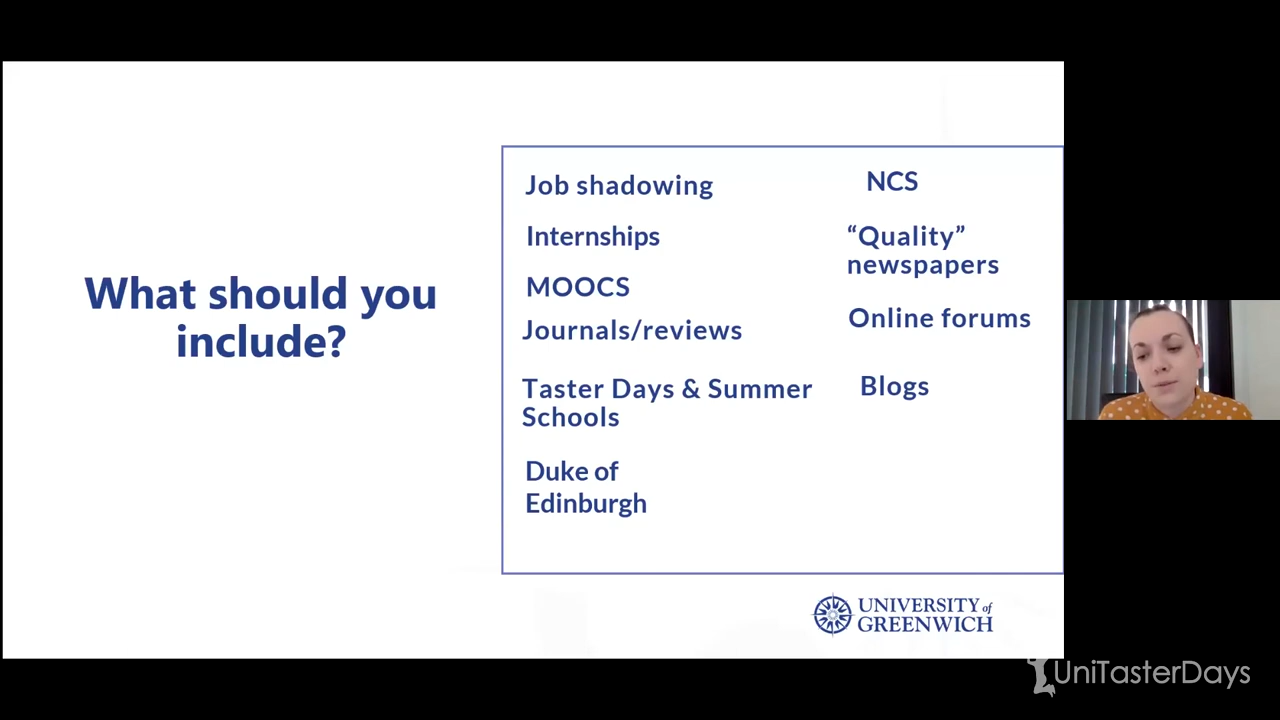 What should you
include?
Job shadowing
Internships
MOOCS
Journals/reviews
Taster Days & Summer
Schools
Duke of
Edinburgh
NCS
“Quality”
newspapers
Online forums
Blogs
UNIVERSITY of
GREENWICH
UniTasterDays